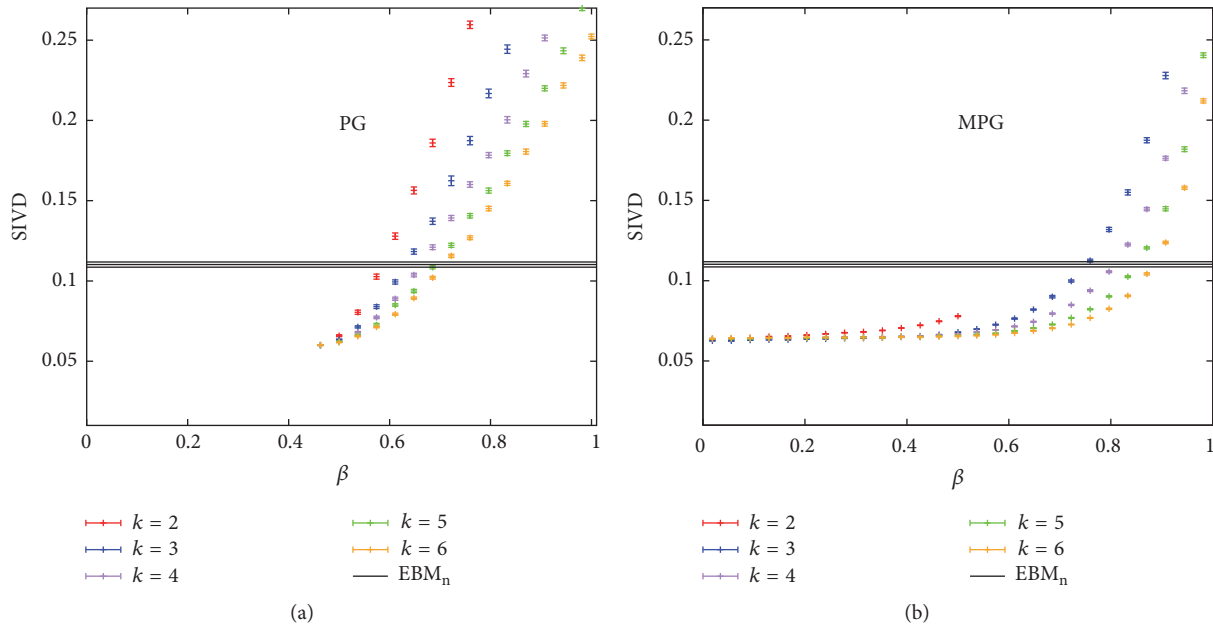 0.25
0.2
0.15
0.1
0.05
SIVD
PG
0 0.2 0.4 0.6 0.8 1
β
k = 2
k = 3
k = 4
k = 5
k = 6
EBMn
(a)
0.25
0.2
0.15
0.1
0.05
SIVD
MPG
0 0.2 0.4 0.6 0.8 1
β
k = 2
k = 3
k = 4
k = 5
k = 6
EBMn
(b)